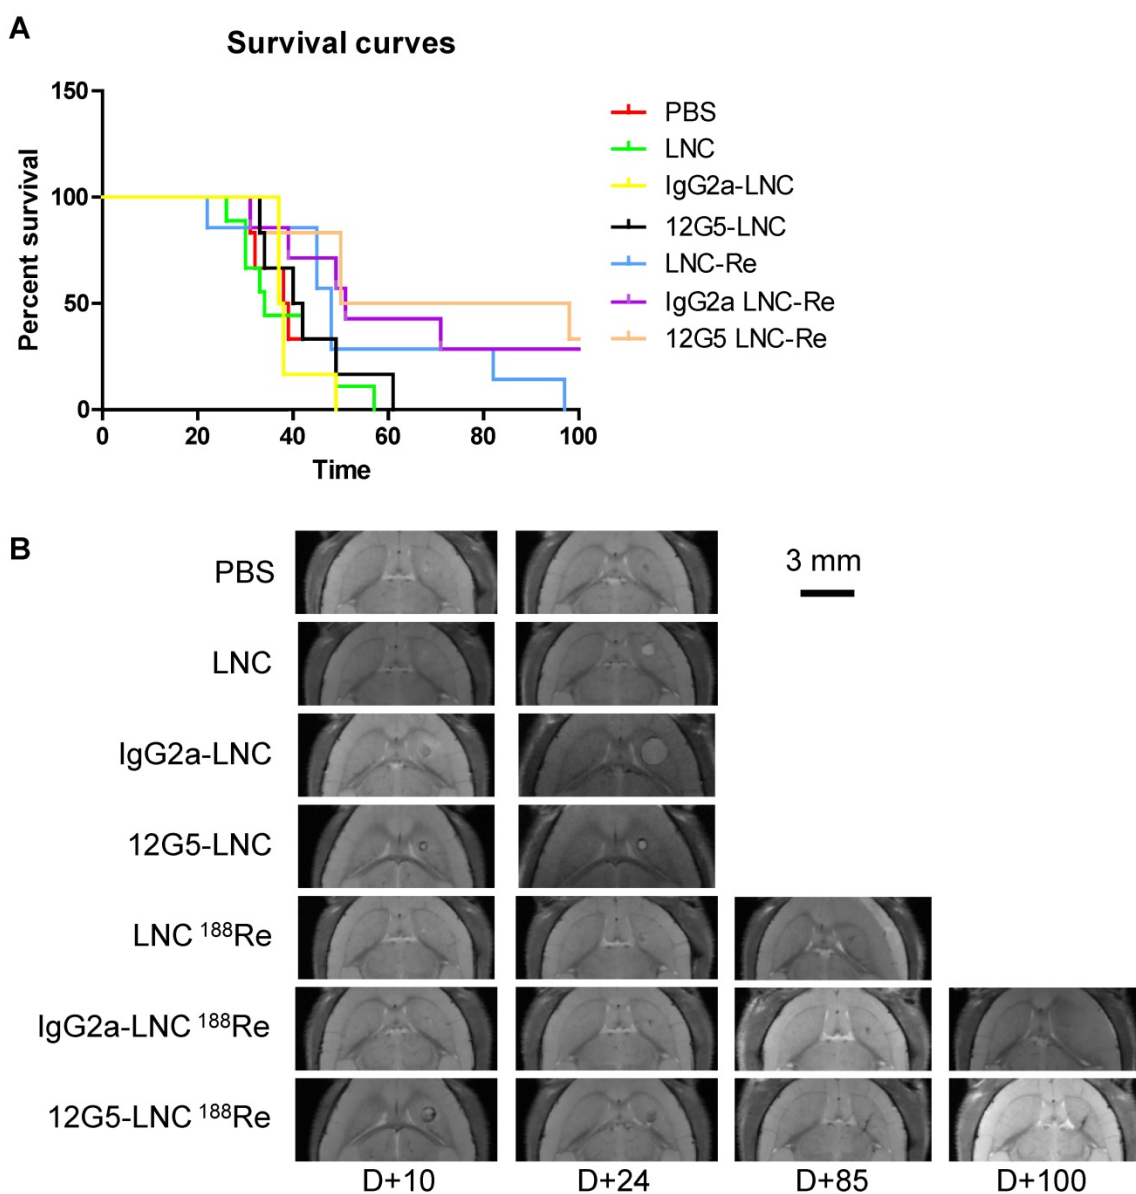 A
Survival curves
150
100
50
0
Percent survival
0 20 40 60 80 100
Time
PBS
LNC
IgG2a-LNC
12G5-LNC
LNC-Re
IgG2a LNC-Re
12G5 LNC-Re
B
PBS
3 mm
LNC
IgG2a-LNC
12G5-LNC
LNC ¹⁸⁸Re
IgG2a-LNC ¹⁸⁸Re
12G5-LNC ¹⁸⁸Re
D+10 D+24 D+85 D+100